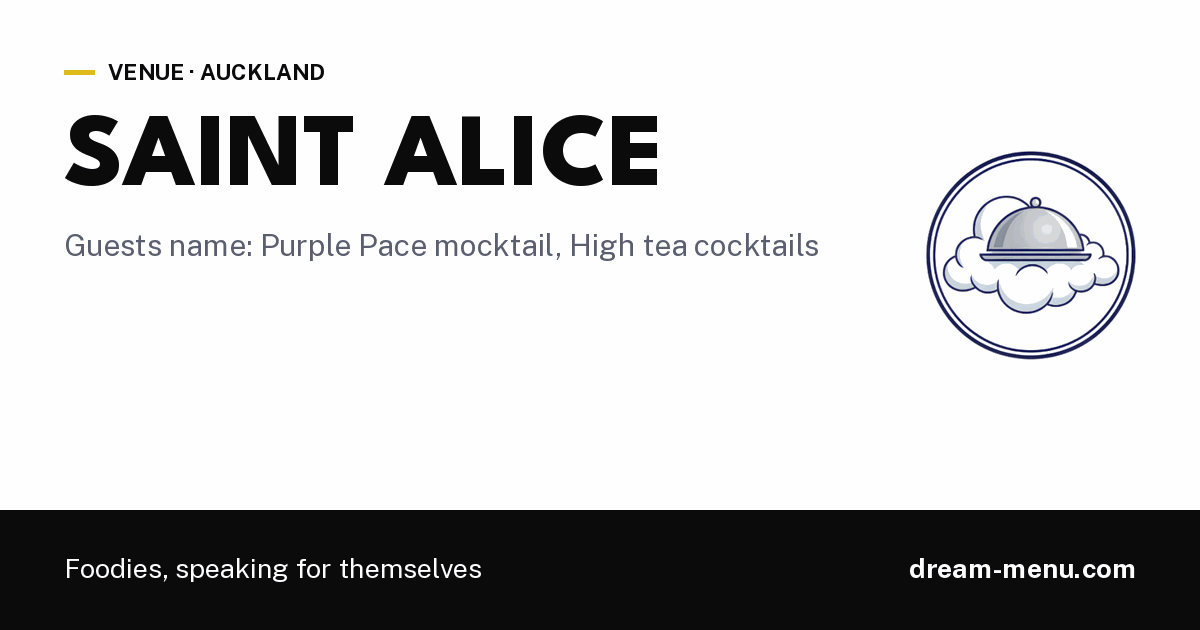 VENUE · AUCKLAND
SAINT ALICE
Guests name: Purple Pace mocktail, High tea cocktails
Foodies, speaking for themselves
dream-menu.com